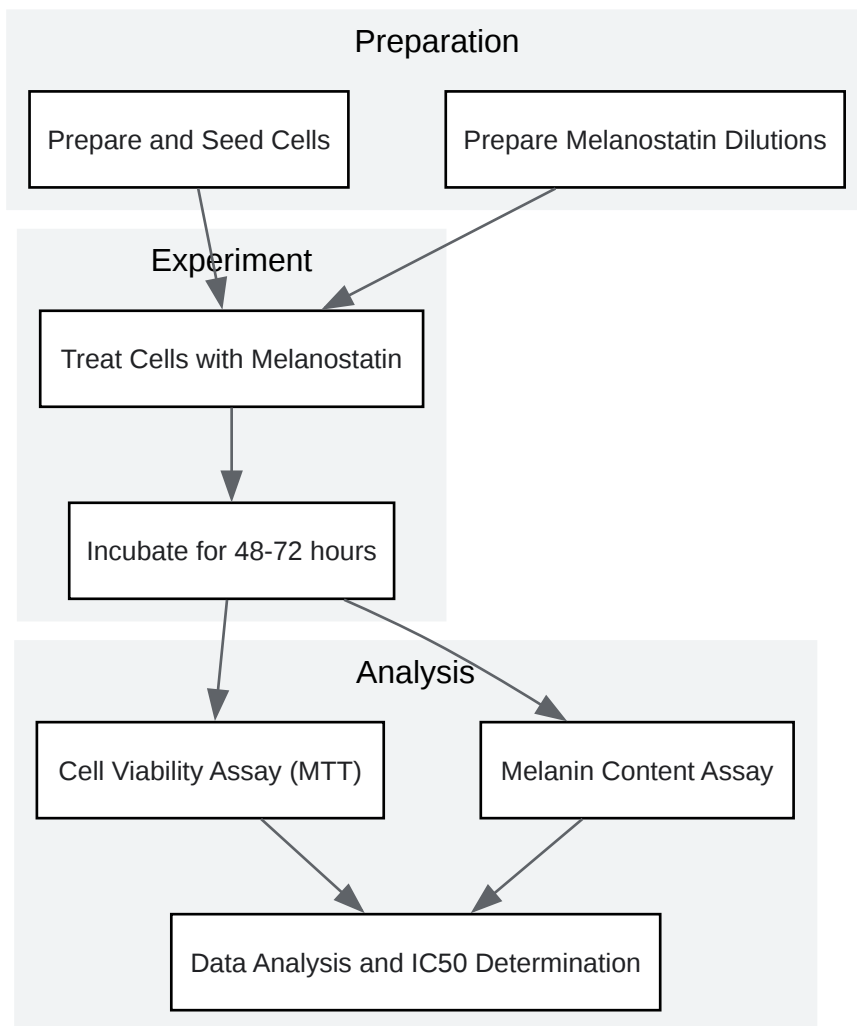 Preparation
Prepare and Seed Cells
Prepare Melanostatin Dilutions
Experiment
Treat Cells with Melanostatin
Incubate for 48-72 hours
Analysis
Cell Viability Assay (MTT)
Melanin Content Assay
Data Analysis and IC50 Determination